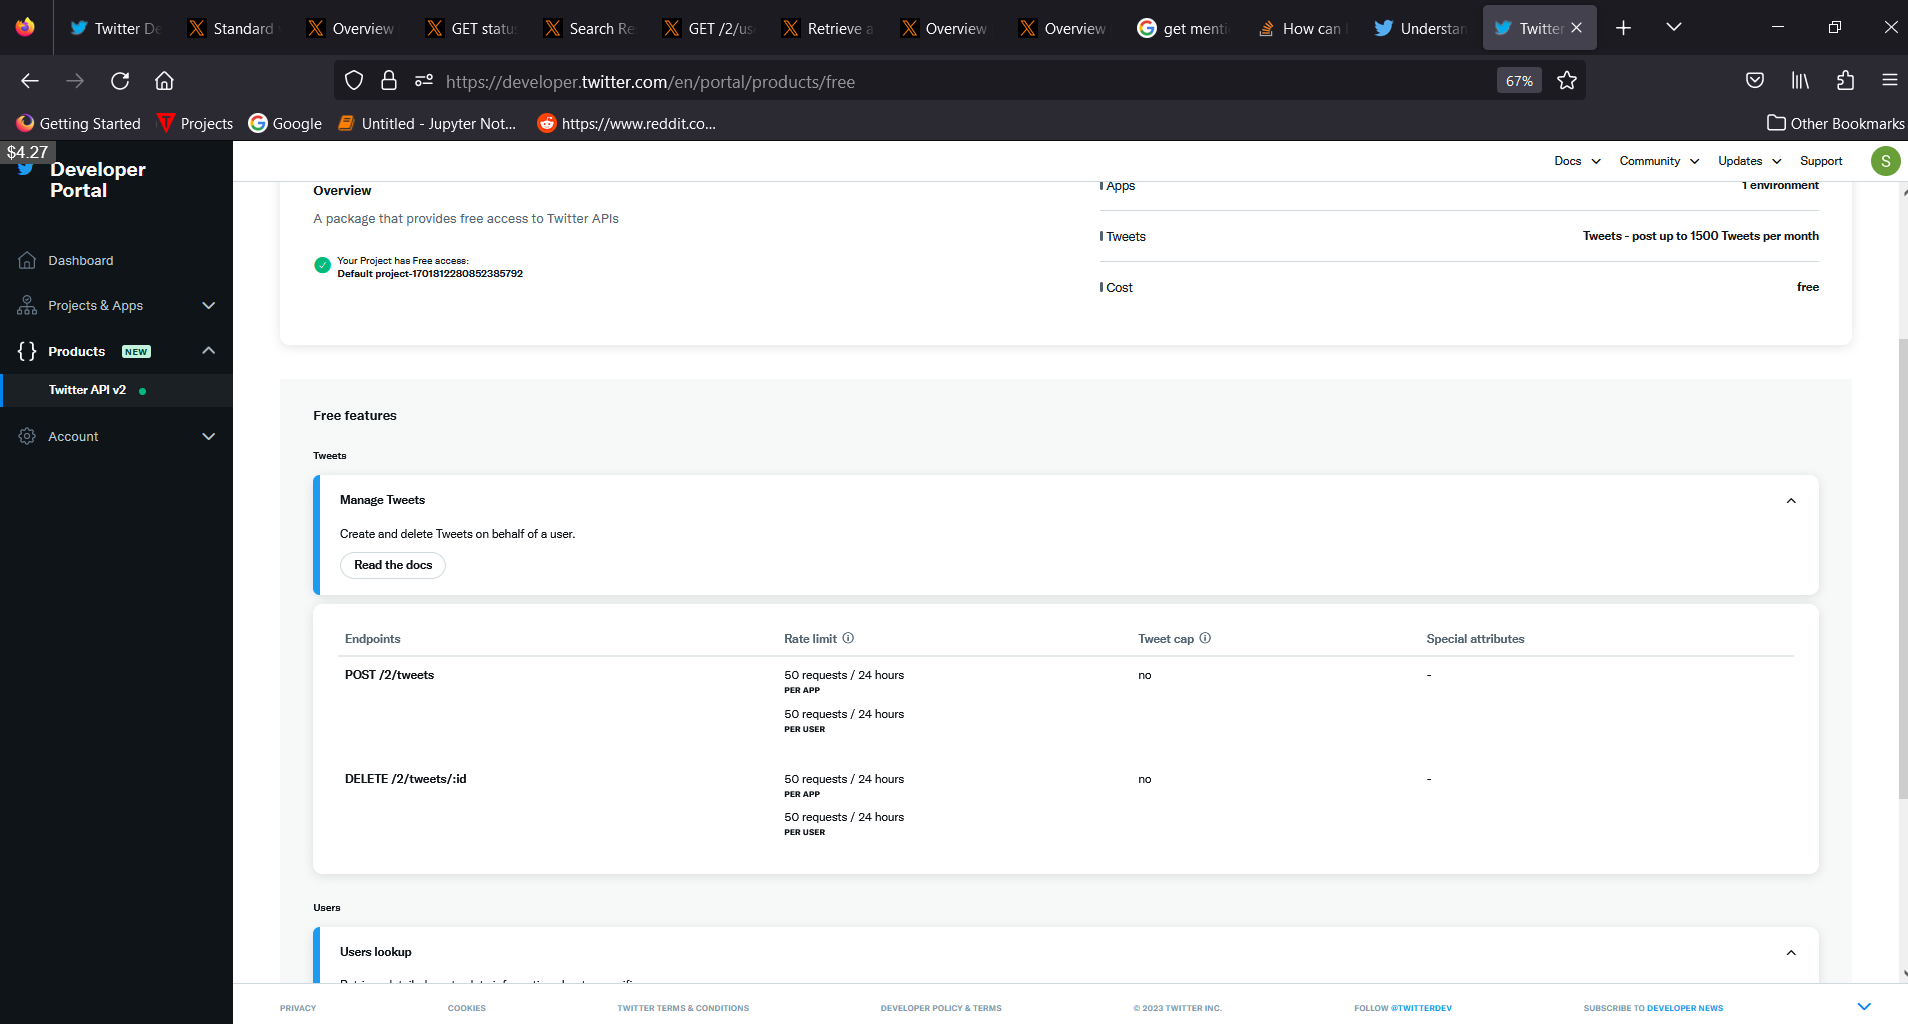 Twitter De
Standard
Overview
GET statu
Search Re
GET /2/us
Retrieve a
Overview
Overview
get menti
How can I
Understan
Twitter
https://developer.twitter.com/en/portal/products/free
67%
Getting Started
Projects
Google
Untitled - Jupyter Not...
https://www.reddit.co...
Other Bookmarks
$4.27
Developer
Portal
Docs
Community
Updates
Support
S
Dashboard
Projects & Apps
Products NEW
Twitter API v2
Account
Overview
A package that provides free access to Twitter APIs
Your Project has Free access:
Default project-1701812280852385792
Apps 1 environment
Tweets Tweets - post up to 1500 Tweets per month
Cost free
Free features
Tweets
Manage Tweets
Create and delete Tweets on behalf of a user.
Read the docs
Endpoints Rate limit Tweet cap Special attributes
POST /2/tweets 50 requests / 24 hours no -
PER APP
50 requests / 24 hours
PER USER
DELETE /2/tweets/:id 50 requests / 24 hours no -
PER APP
50 requests / 24 hours
PER USER
Users
Users lookup
PRIVACY COOKIES TWITTER TERMS & CONDITIONS DEVELOPER POLICY & TERMS © 2023 TWITTER INC. FOLLOW @TWITTERDEV SUBSCRIBE TO DEVELOPER NEWS